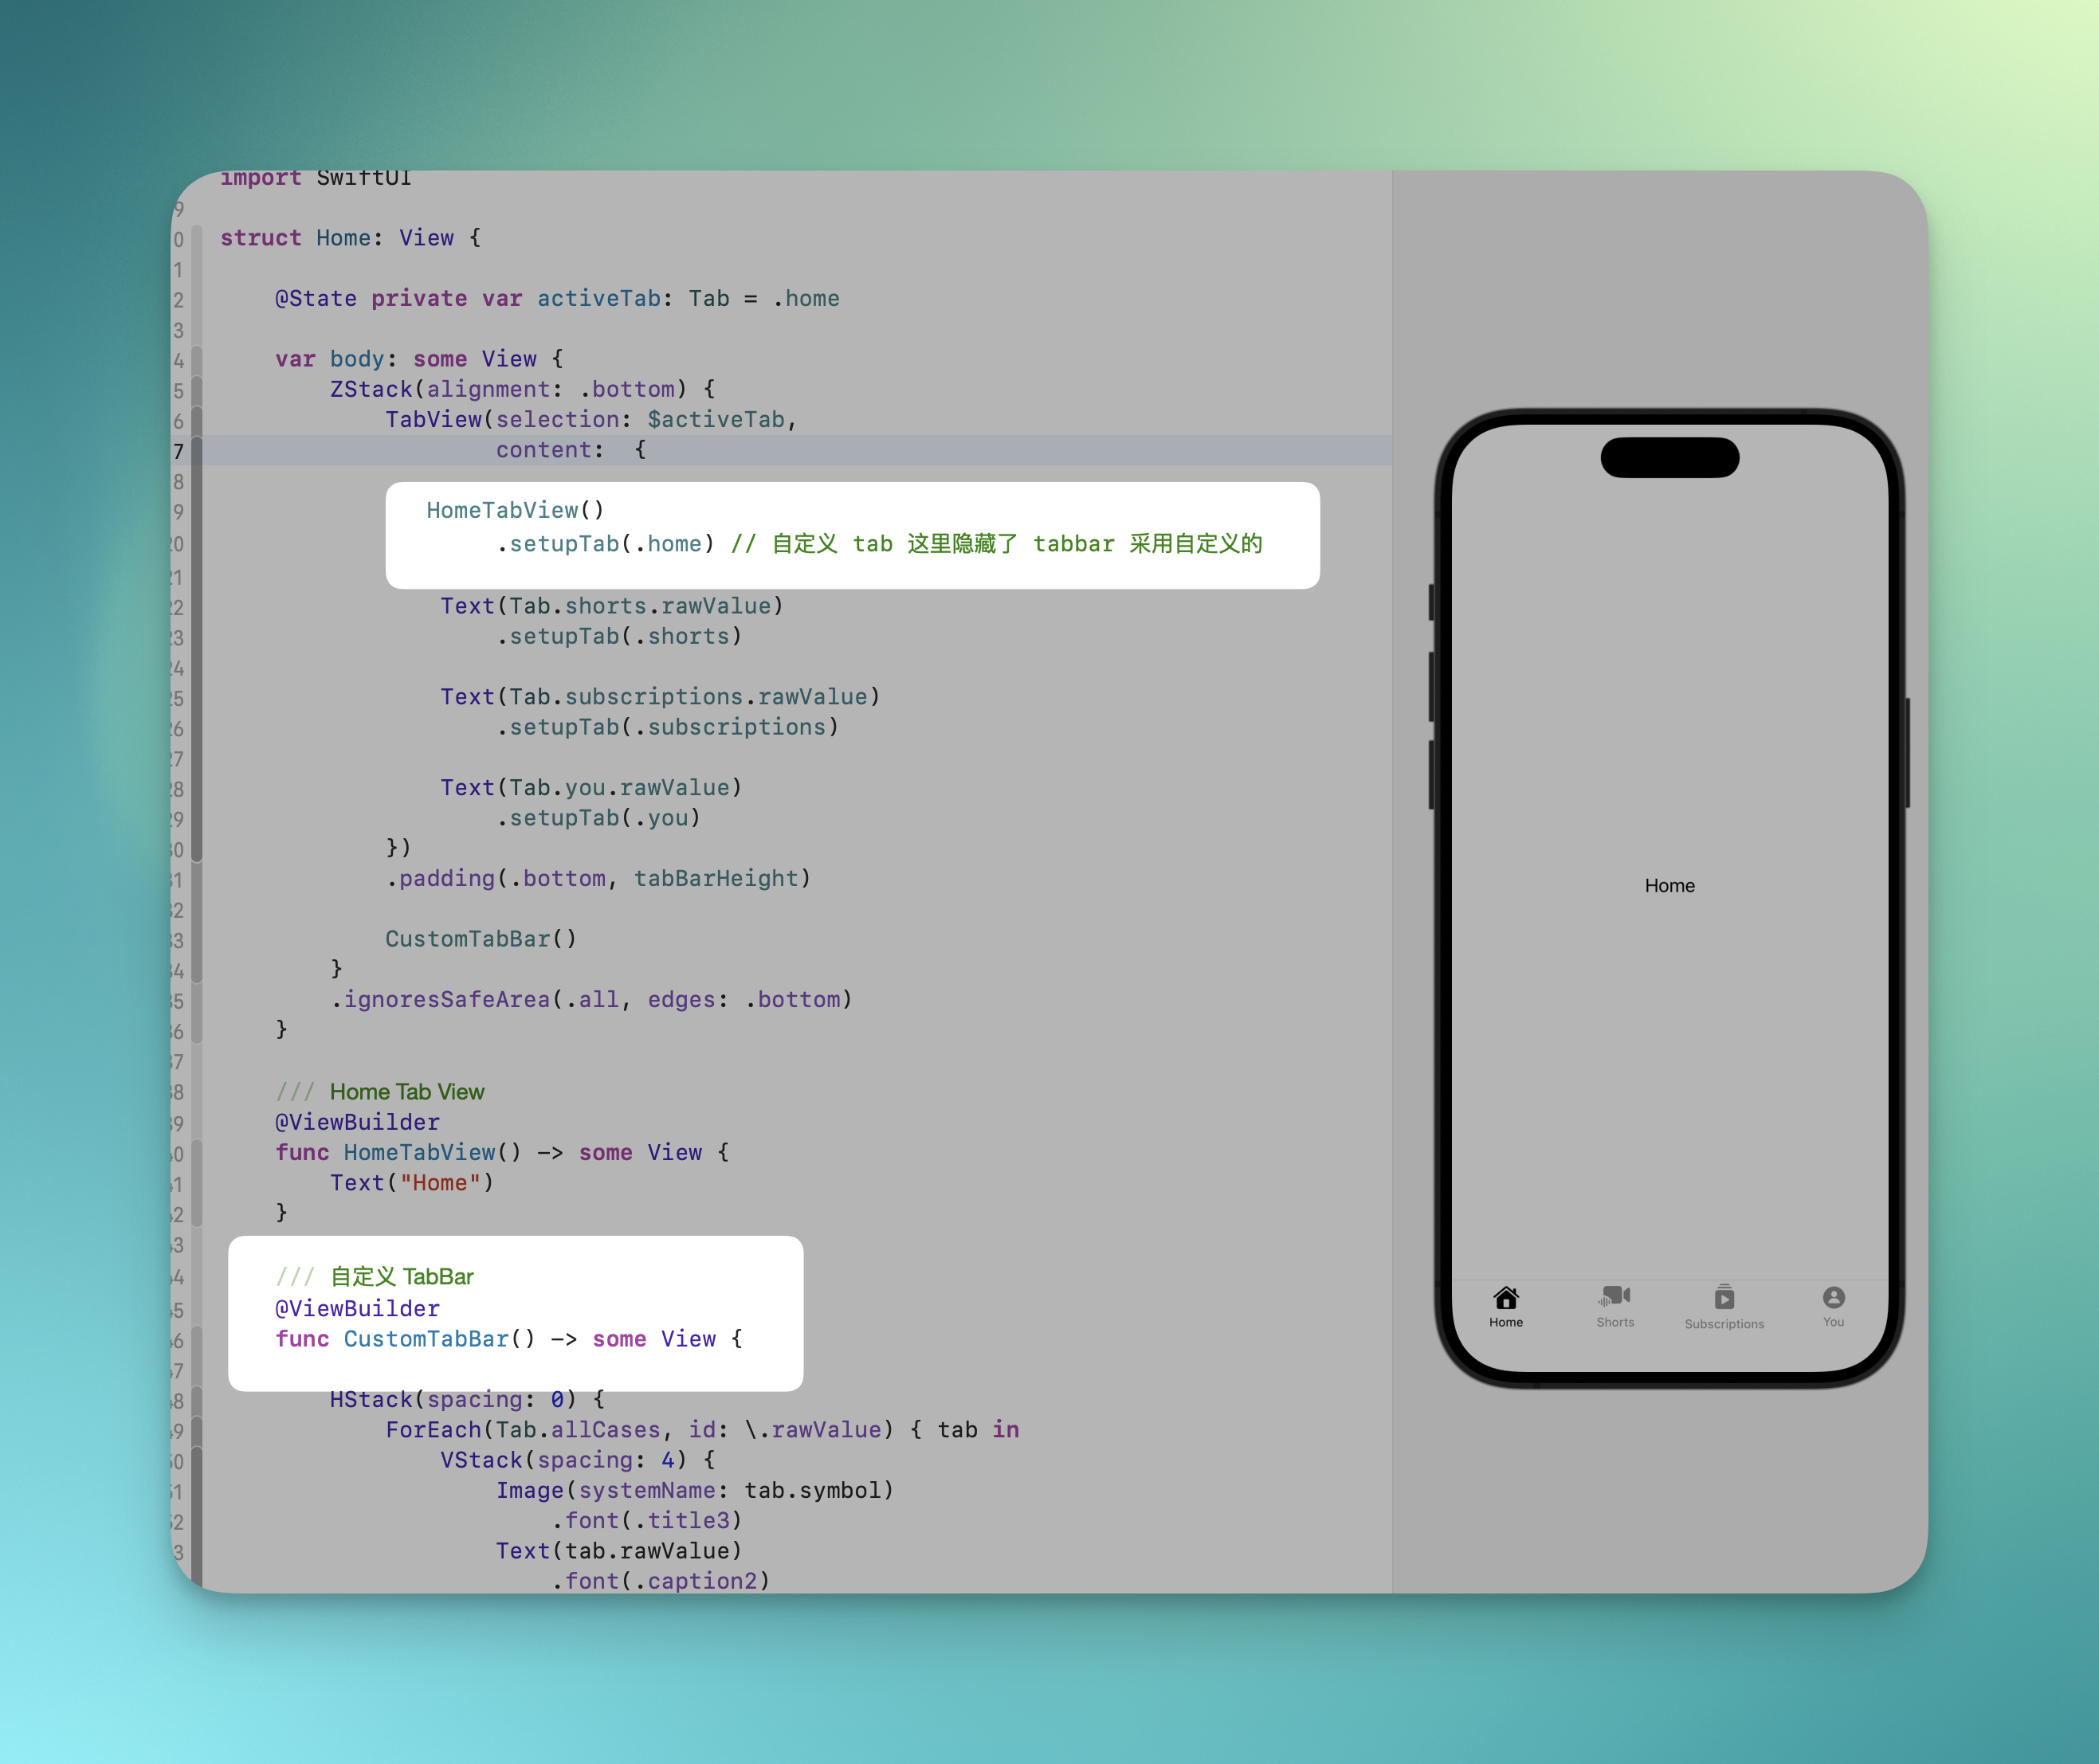 import SwiftUI
9
0 struct Home: View {
1
2 @State private var activeTab: Tab = .home
3
4 var body: some View {
5 ZStack(alignment: .bottom) {
6 TabView(selection: $activeTab,
7 content:  {
8
9 HomeTabView()
20 .setupTab(.home) // 自定义 tab 这里隐藏了 tabbar 采用自定义的
21
22 Text(Tab.shorts.rawValue)
23 .setupTab(.shorts)
24
25 Text(Tab.subscriptions.rawValue)
26 .setupTab(.subscriptions)
27
28 Text(Tab.you.rawValue)
29 .setupTab(.you)
30 })
31 .padding(.bottom, tabBarHeight)
32
33 CustomTabBar()
34 }
35 .ignoresSafeArea(.all, edges: .bottom)
36 }
37
38 /// Home Tab View
39 @ViewBuilder
40 func HomeTabView() -> some View {
41 Text("Home")
42 }
43
44 /// 自定义 TabBar
45 @ViewBuilder
46 func CustomTabBar() -> some View {
47
48 HStack(spacing: 0) {
49 ForEach(Tab.allCases, id: \.rawValue) { tab in
50 VStack(spacing: 4) {
51 Image(systemName: tab.symbol)
52 .font(.title3)
3 Text(tab.rawValue)
.font(.caption2)
Home
Home
Shorts
Subscriptions
You